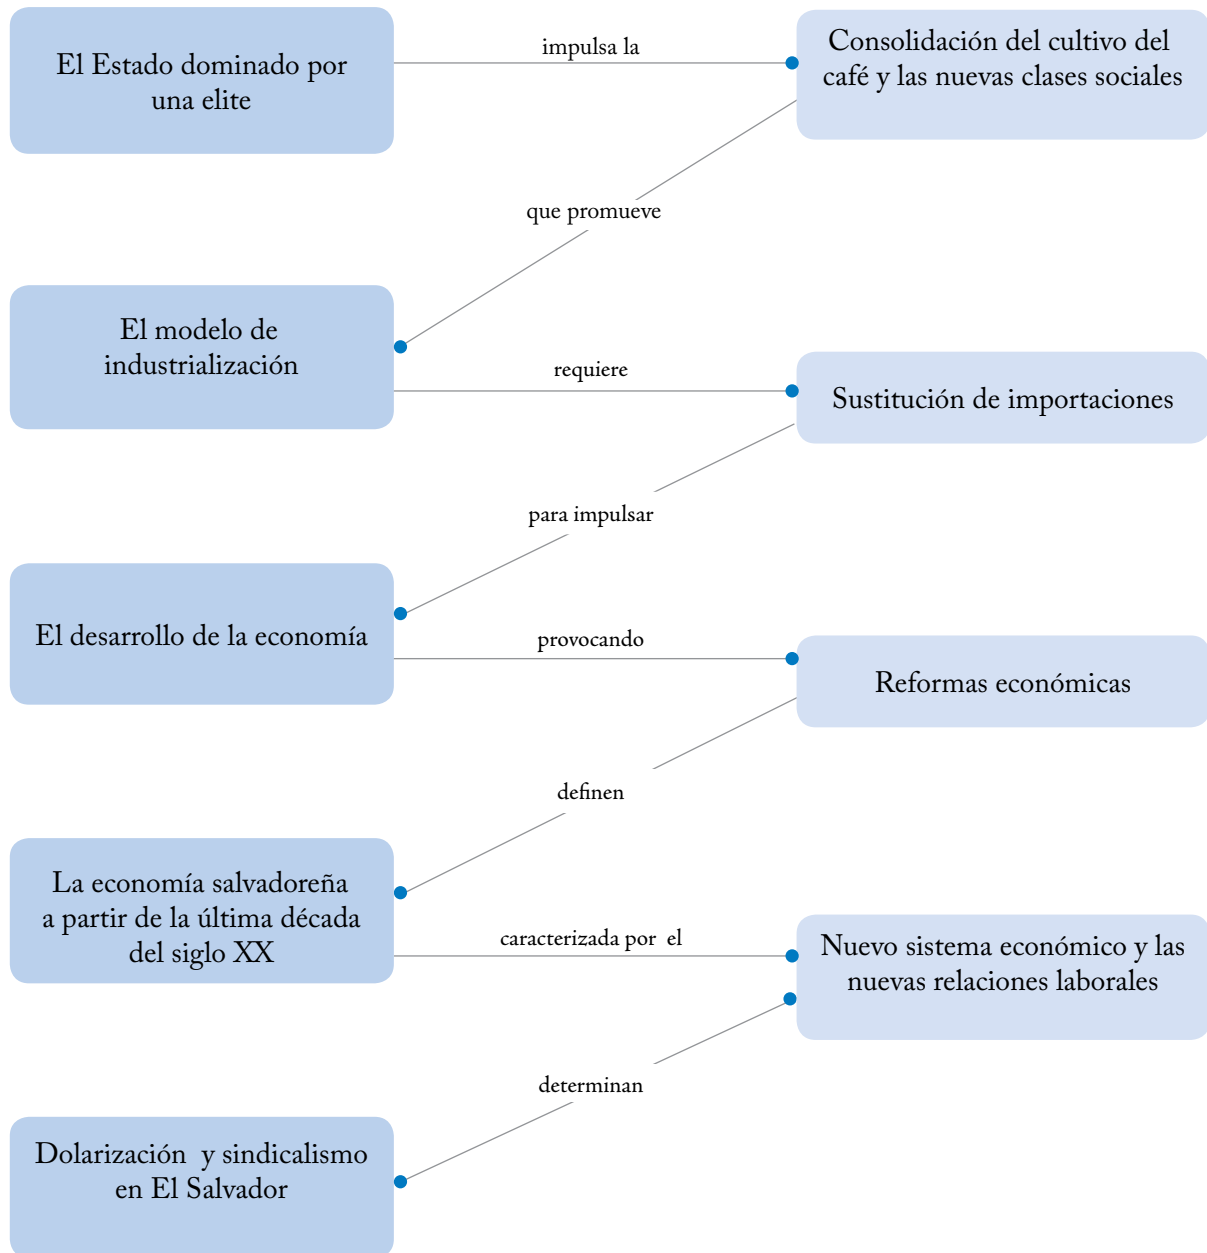 El Estado dominado por
una elite
impulsa la
Consolidación del cultivo del
café y las nuevas clases sociales
que promueve
El modelo de
industrialización
requiere
Sustitución de importaciones
para impulsar
El desarrollo de la economía
provocando
Reformas económicas
definen
La economía salvadoreña
a partir de la última década
del siglo XX
caracterizada por el
Nuevo sistema económico y las
nuevas relaciones laborales
determinan
Dolarización y sindicalismo
en El Salvador